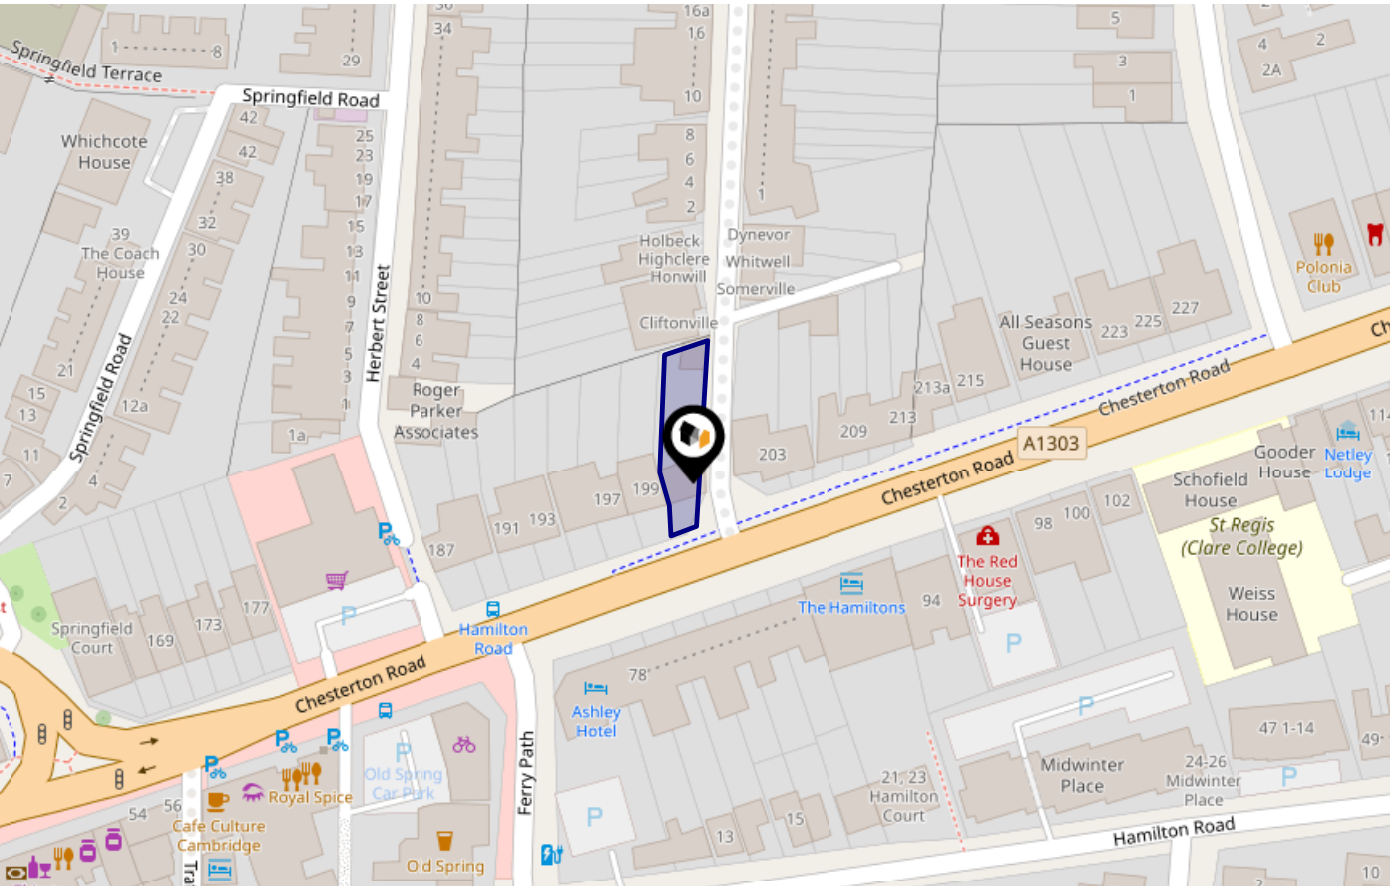 36
34
16a
16
10
5
3
1
4
2
2A
1
8
29
Springfield Terrace
Springfield Road
Whichcote
House
42
42
38
32
30
24
22
39
The Coach
House
25
23
19
17
15
13
11
9
7
5
3
1
1a
Herbert Street
10
8
6
4
Roger
Parker
Associates
8
6
4
2
1
Holbeck
Highclere
Honwill
Cliftonville
Dynevor
Whitwell
Somerville
Polonia
Club
All Seasons
Guest
House
223
225
227
213a
215
213
209
203
Chesterton Road
A1303
Chesterton Road
Ch
Springfield Road
21
15
13
11
7
12a
4
2
187
191
193
197
199
177
173
169
Springfield
Court
P
P
Hamilton
Road
Chesterton Road
Schofield
House
Gooder
House
Netley
Lodge
114
St Regis
(Clare College)
Weiss
House
102
100
98
The Red
House
Surgery
P
94
The Hamiltons
78
Ashley
Hotel
Ferry Path
P
P
P
P
Old Spring
Car Park
Royal Spice
Cafe Culture
Cambridge
54
56
Tra
Old Spring
P
13
15
21, 23
Hamilton
Court
Midwinter
Place
24-26
Midwinter
Place
P
P
47 1-14
49
Hamilton Road
2
10